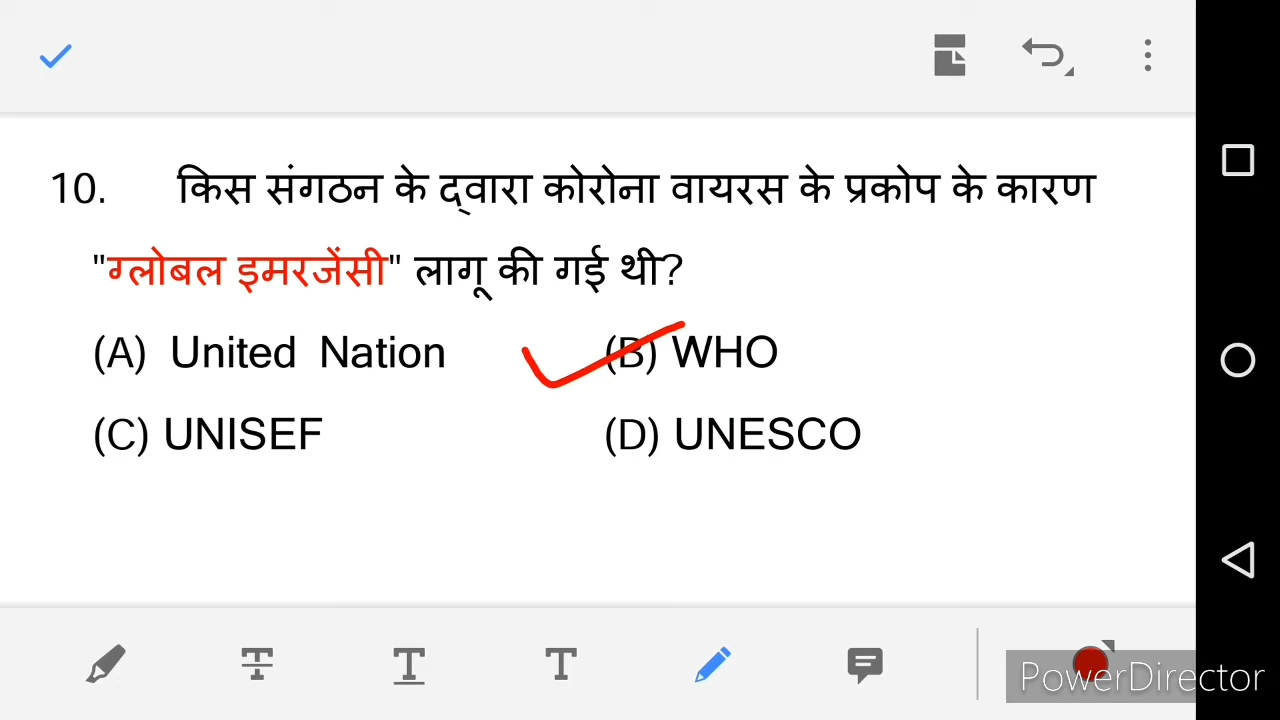 10. किस संगठन के द्वारा कोरोना वायरस के प्रकोप के कारण
"ग्लोबल इमरजेंसी" लागू की गई थी?
(A) United Nation (B) WHO
(C) UNISEF (D) UNESCO
PowerDirector